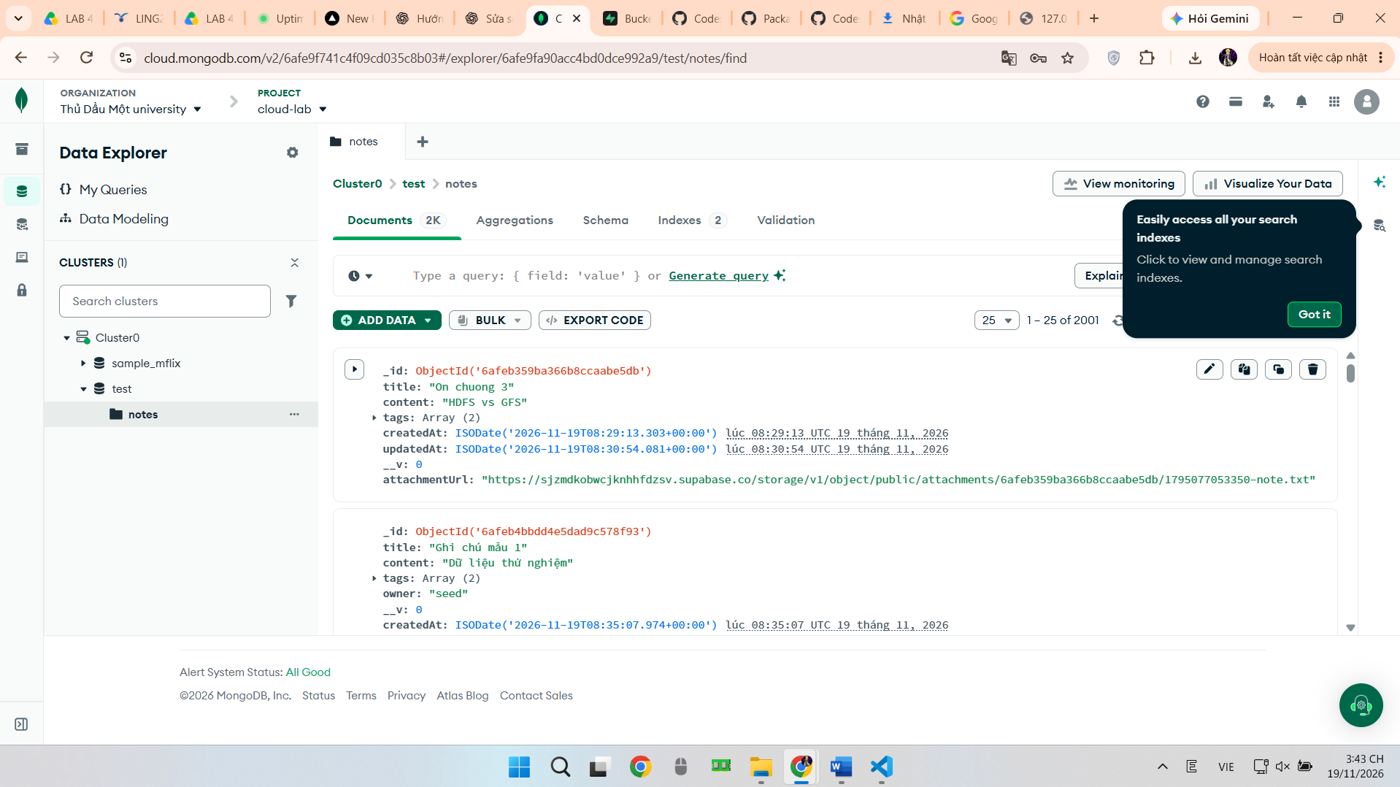 LAB 4
LING
LAB 4
Uptin
New
Hướn
Sửa s
C
Bucke
Code
Packa
Code
Nhật
Goog
127.0
Hỏi Gemini
cloud.mongodb.com/v2/6afe9f741c4f09cd035c8b03#/explorer/6afe9fa90acc4bd0dce992a9/test/notes/find
Hoàn tất việc cập nhật
ORGANIZATION
Thủ Dầu Một university
PROJECT
cloud-lab
Data Explorer
My Queries
Data Modeling
CLUSTERS (1)
Search clusters
Cluster0
sample_mflix
test
notes
notes
Cluster0 > test > notes
View monitoring
Visualize Your Data
Documents 2K
Aggregations
Schema
Indexes 2
Validation
Easily access all your search
indexes
Click to view and manage search
indexes.
Got it
Type a query: { field: 'value' } or Generate query
Explain
ADD DATA
BULK
EXPORT CODE
25
1 – 25 of 2001
_id: ObjectId('6afeb359ba366b8ccaabe5db')
title: "On chuong 3"
content: "HDFS vs GFS"
tags: Array (2)
createdAt: ISODate('2026-11-19T08:29:13.303+00:00') lúc 08:29:13 UTC 19 tháng 11, 2026
updatedAt: ISODate('2026-11-19T08:30:54.081+00:00') lúc 08:30:54 UTC 19 tháng 11, 2026
__v: 0
attachmentUrl: "https://sjzmdkobwcjknhhfdzsv.supabase.co/storage/v1/object/public/attachments/6afeb359ba366b8ccaabe5db/1795077053350-note.txt"
_id: ObjectId('6afeb4bbdd4e5dad9c578f93')
title: "Ghi chú mẫu 1"
content: "Dữ liệu thử nghiệm"
tags: Array (2)
owner: "seed"
__v: 0
createdAt: ISODate('2026-11-19T08:35:07.974+00:00') lúc 08:35:07 UTC 19 tháng 11, 2026
Alert System Status: All Good
©2026 MongoDB, Inc.
Status
Terms
Privacy
Atlas Blog
Contact Sales
VIE
3:43 CH
19/11/2026